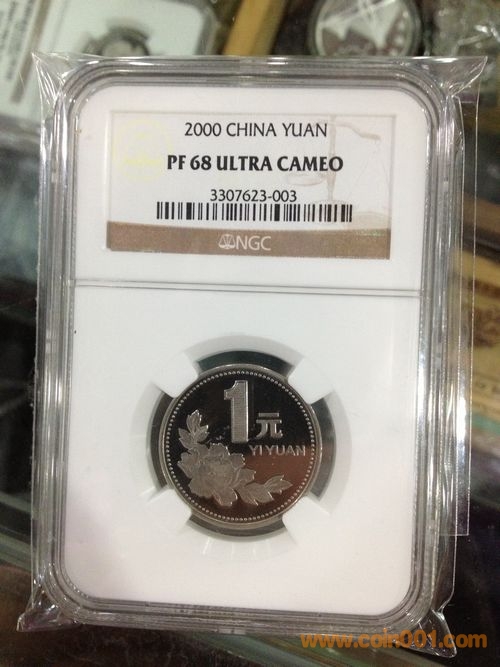 2000 CHINA YUAN
PF 68 ULTRA CAMEO
3307623-003
NGC
1元
YI YUAN
www.coin001.com